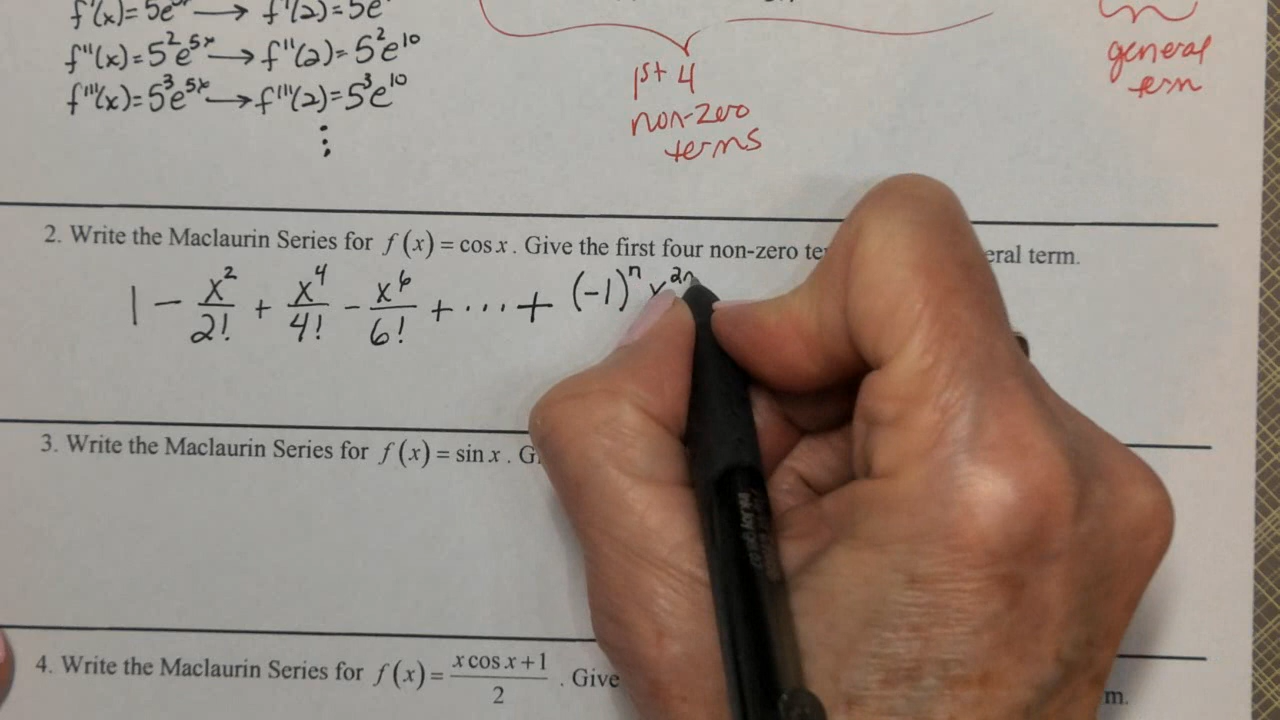 f'(x)=5e → f'(2)=5e
f''(x)=5²e^{5x} → f''(2)=5²e^{10}
f'''(x)=5³e^{5x} → f'''(2)=5³e^{10}
⋮
1st 4
non-zero
terms
general
term
2. Write the Maclaurin Series for f(x) = cos x. Give the first four non-zero te eral term.
1 - x²/2! + x⁴/4! - x⁶/6! + ⋯ + (-1)^n x^{2n}
3. Write the Maclaurin Series for f(x) = sin x. G
4. Write the Maclaurin Series for f(x) = (x cos x + 1)/2. Give m.